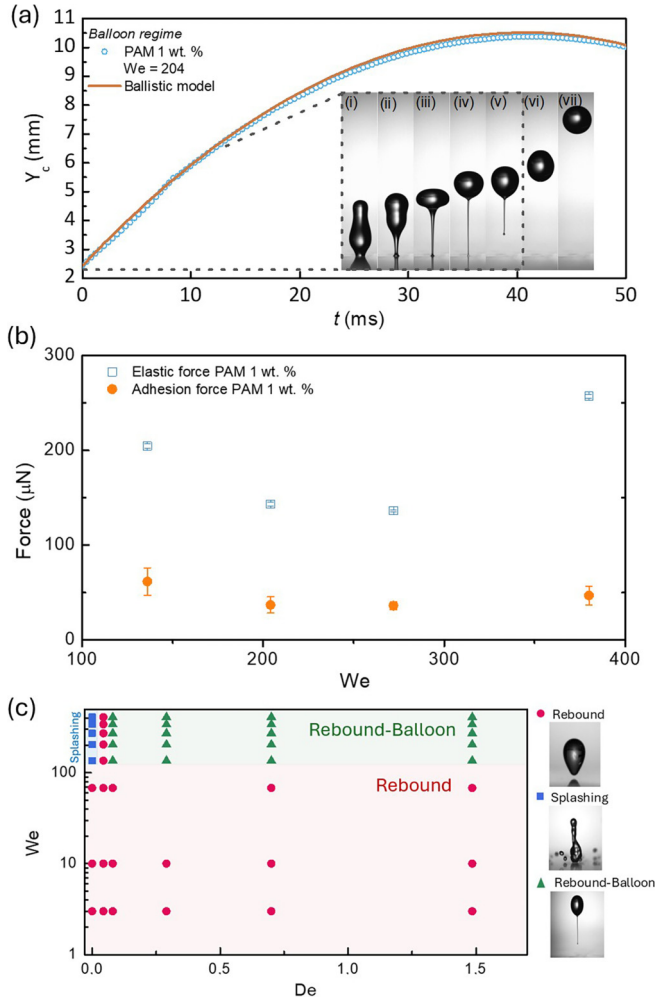 (a)
11
10
9
8
7
6
5
4
3
2
Yc (mm)
Balloon regime
PAM 1 wt. %
We = 204
Ballistic model
(i)
(ii)
(iii)
(iv)
(v)
(vi)
(vii)
0
10
20
30
40
50
t (ms)
(b)
300
200
100
0
Force (μN)
Elastic force PAM 1 wt. %
Adhesion force PAM 1 wt. %
100
200
300
400
We
(c)
Splashing
100
10
1
We
Rebound-Balloon
Rebound
0.0
0.5
1.0
1.5
De
Rebound
Splashing
Rebound-Balloon